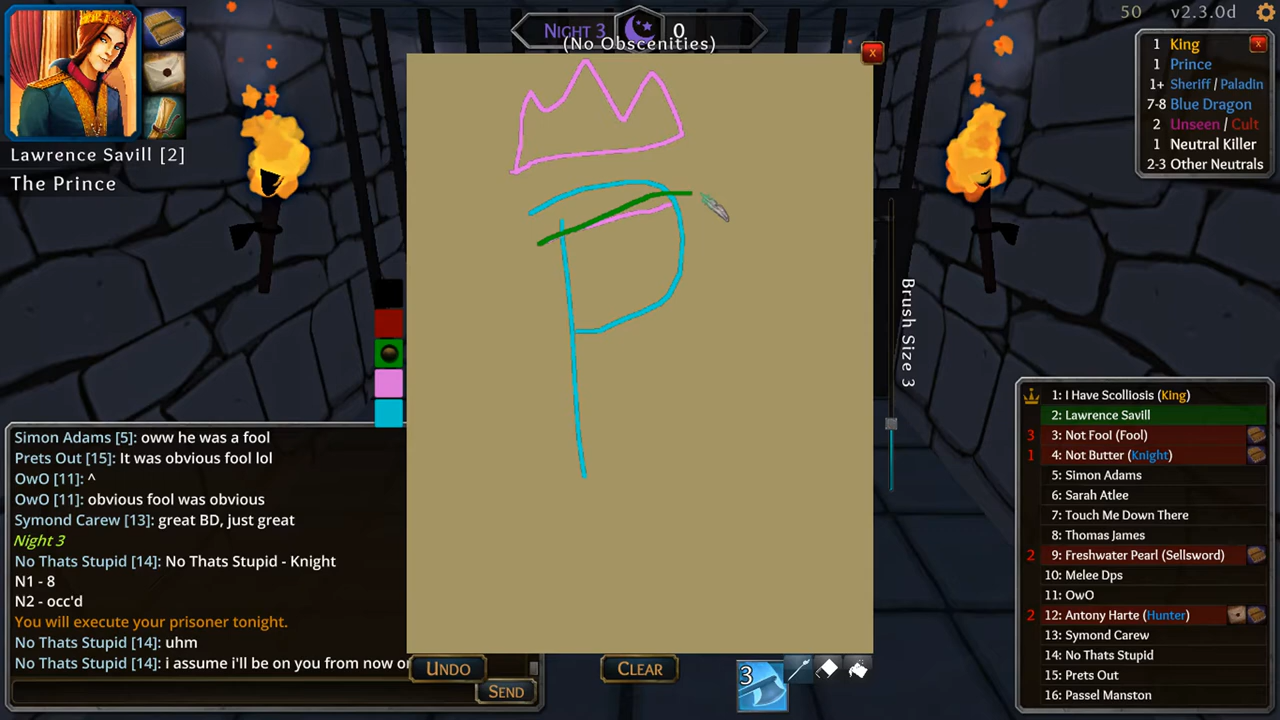 50 v2.3.0d
NIGHT 3 0
(No Obscenities)
X
X
1 King
1 Prince
1+ Sheriff / Paladin
7-8 Blue Dragon
2 Unseen / Cult
1 Neutral Killer
2-3 Other Neutrals
Lawrence Savill [2]
The Prince
P
Brush Size 3
Simon Adams [5]: oww he was a fool
Prets Out [15]: It was obvious fool lol
OwO [11]: ^
OwO [11]: obvious fool was obvious
Symond Carew [13]: great BD, just great
Night 3
No Thats Stupid [14]: No Thats Stupid - Knight
N1 - 8
N2 - occ'd
You will execute your prisoner tonight.
No Thats Stupid [14]: uhm
No Thats Stupid [14]: i assume i'll be on you from now
SEND
UNDO
CLEAR
3
1: I Have Scolliosis (King)
2: Lawrence Savill
3 3: Not Fool (Fool)
1 4: Not Butter (Knight)
5: Simon Adams
6: Sarah Atlee
7: Touch Me Down There
8: Thomas James
2 9: Freshwater Pearl (Sellsword)
10: Melee Dps
11: OwO
2 12: Antony Harte (Hunter)
13: Symond Carew
14: No Thats Stupid
15: Prets Out
16: Passel Manston